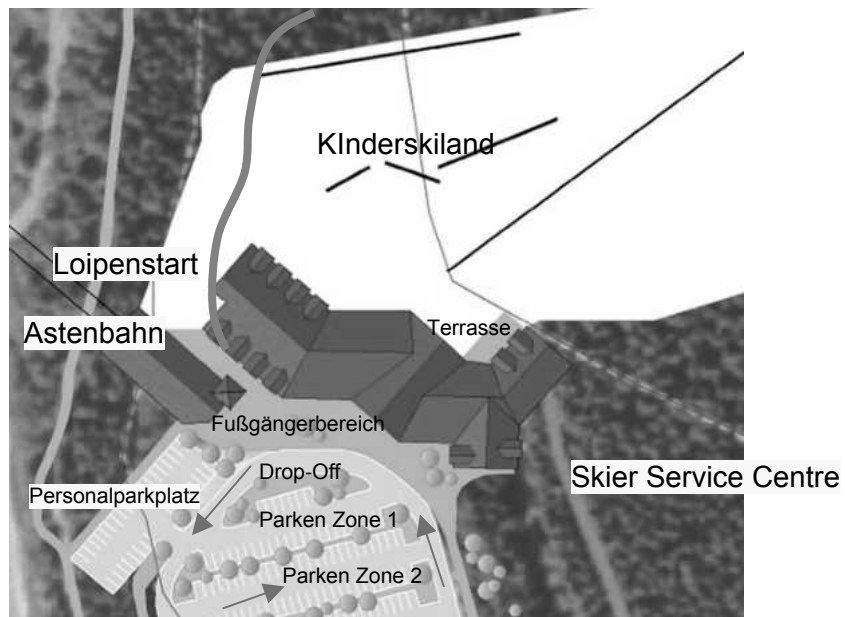 KInderskiland
Loipenstart
Astenbahn
Terrasse
Fußgängerbereich
Drop-Off
Skier Service Centre
Personalparkplatz
Parken Zone 1
Parken Zone 2